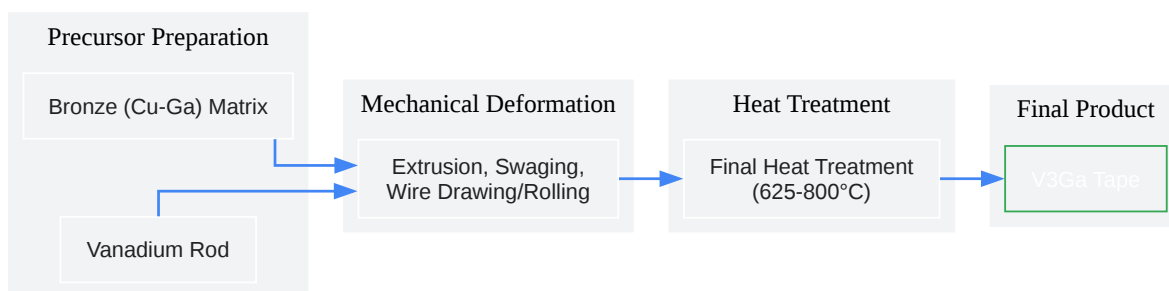 Precursor Preparation
Bronze (Cu-Ga) Matrix
Vanadium Rod
Mechanical Deformation
Extrusion, Swaging,
Wire Drawing/Rolling
Heat Treatment
Final Heat Treatment
(625-800°C)
Final Product
V3Ga Tape